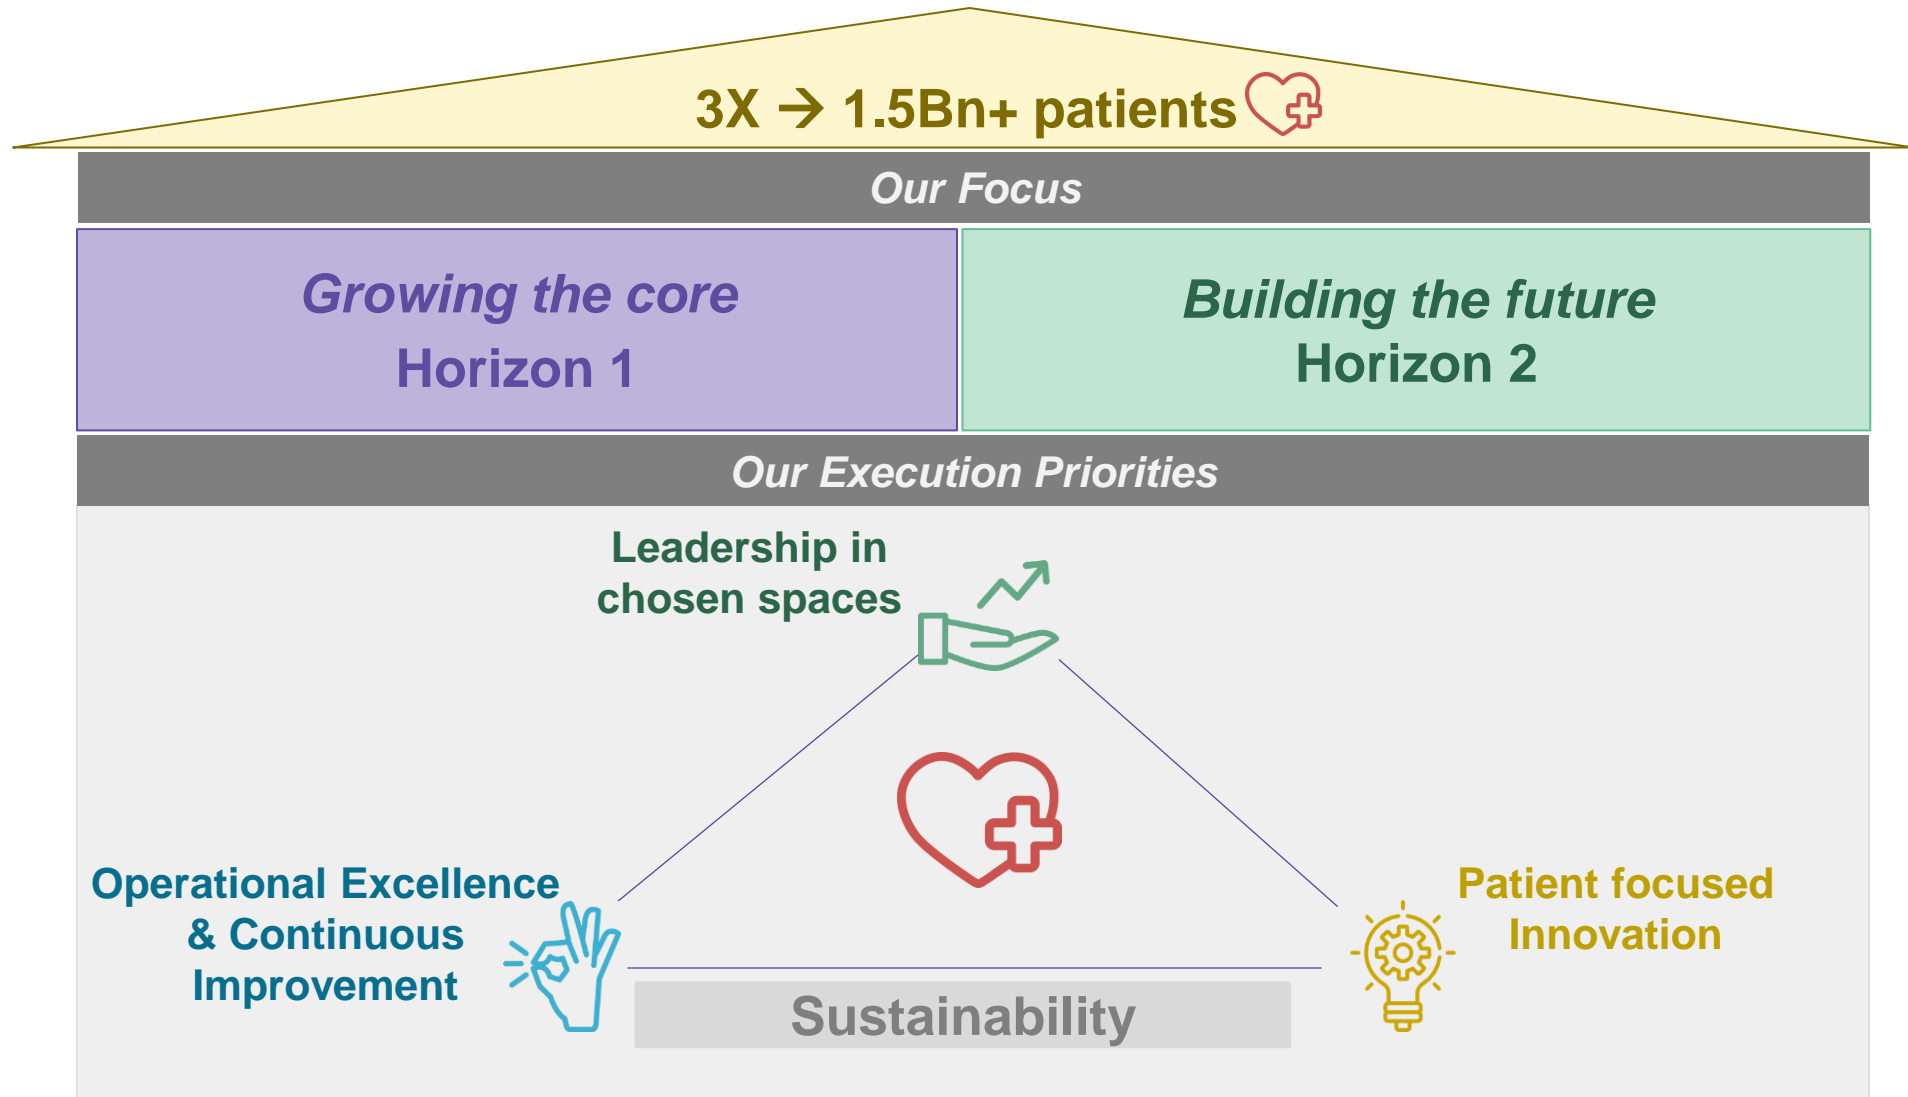 3X → 1.5Bn+ patients
Our Focus
Growing the core
Horizon 1
Building the future
Horizon 2
Our Execution Priorities
Leadership in
chosen spaces
Operational Excellence
& Continuous
Improvement
Patient focused
Innovation
Sustainability